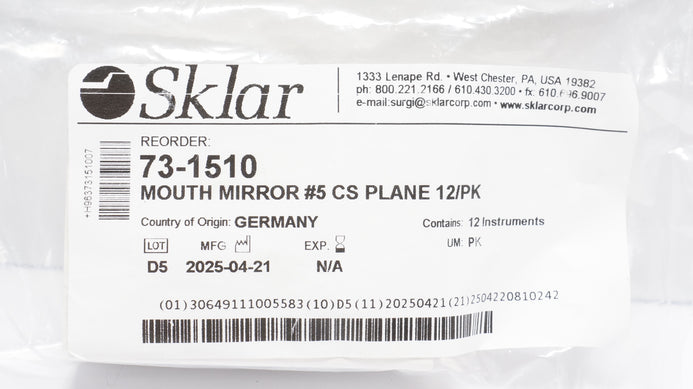 Sklar
1333 Lenape Rd. • West Chester, PA, USA 19382
ph: 800.221.2166 / 610.430.3200 • fx: 610.696.9007
e-mail:surgi@sklarcorp.com • www.sklarcorp.com
REORDER:
73-1510
MOUTH MIRROR #5 CS PLANE 12/PK
+H96373151007
Country of Origin: GERMANY
Contains: 12 Instruments
LOT MFG EXP. UM: PK
D5 2025-04-21 N/A
(01)30649111005583(10)D5(11)20250421(21)2504220810242